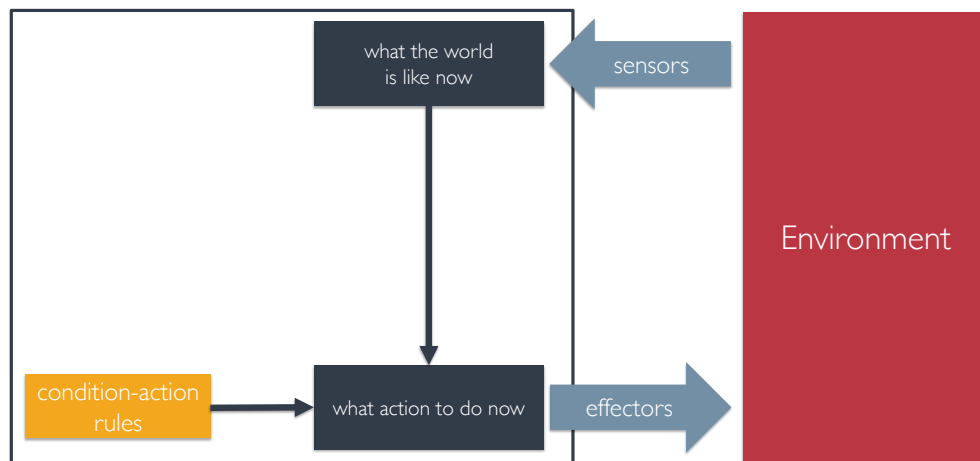 what the world
is like now
sensors
Environment
condition-action
rules
what action to do now
effectors